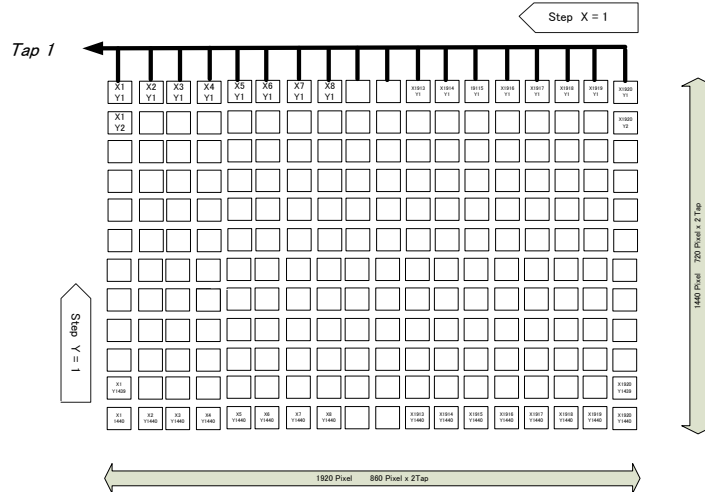 Step X = 1
Tap 1
X1 X2 X3 X4 X5 X6 X7 X8 X1913 X1914 19115 X1916 X1917 X1918 X1919 X1920
Y1 Y1 Y1 Y1 Y1 Y1 Y1 Y1 Y1 Y1 Y1 Y1 Y1 Y1 Y1 Y1
X1 X1920
Y2 Y2
1440 Pixel 720 Pixel x 2 Tap
Step Y = 1
X1 X1920
Y1439 Y1439
X1 X2 X3 X4 X5 X6 X7 X8 X1913 X1914 X1915 X1916 X1917 X1918 X1919 X1920
1440 Y1440 Y1440 Y1440 Y1440 Y1440 Y1440 Y1440 Y1440 Y1440 Y1440 Y1440 Y1440 Y1440 Y1440 Y1440
1920 Pixel 860 Pixel x 2Tap